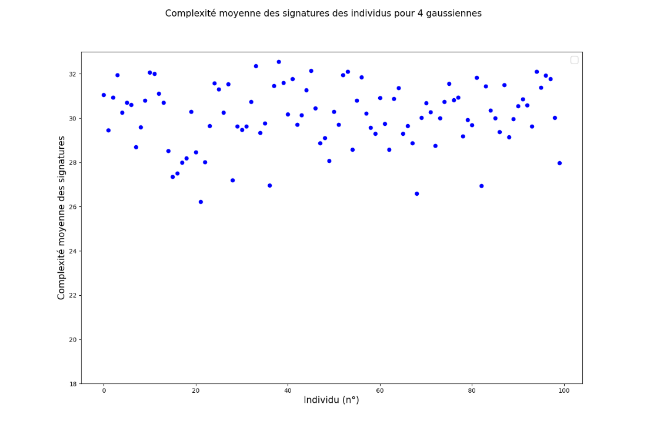 Complexité moyenne des signatures des individus pour 4 gaussiennes
Complexité moyenne des signatures
32
30
28
26
24
22
20
18
0 20 40 60 80 100
Individu (n°)